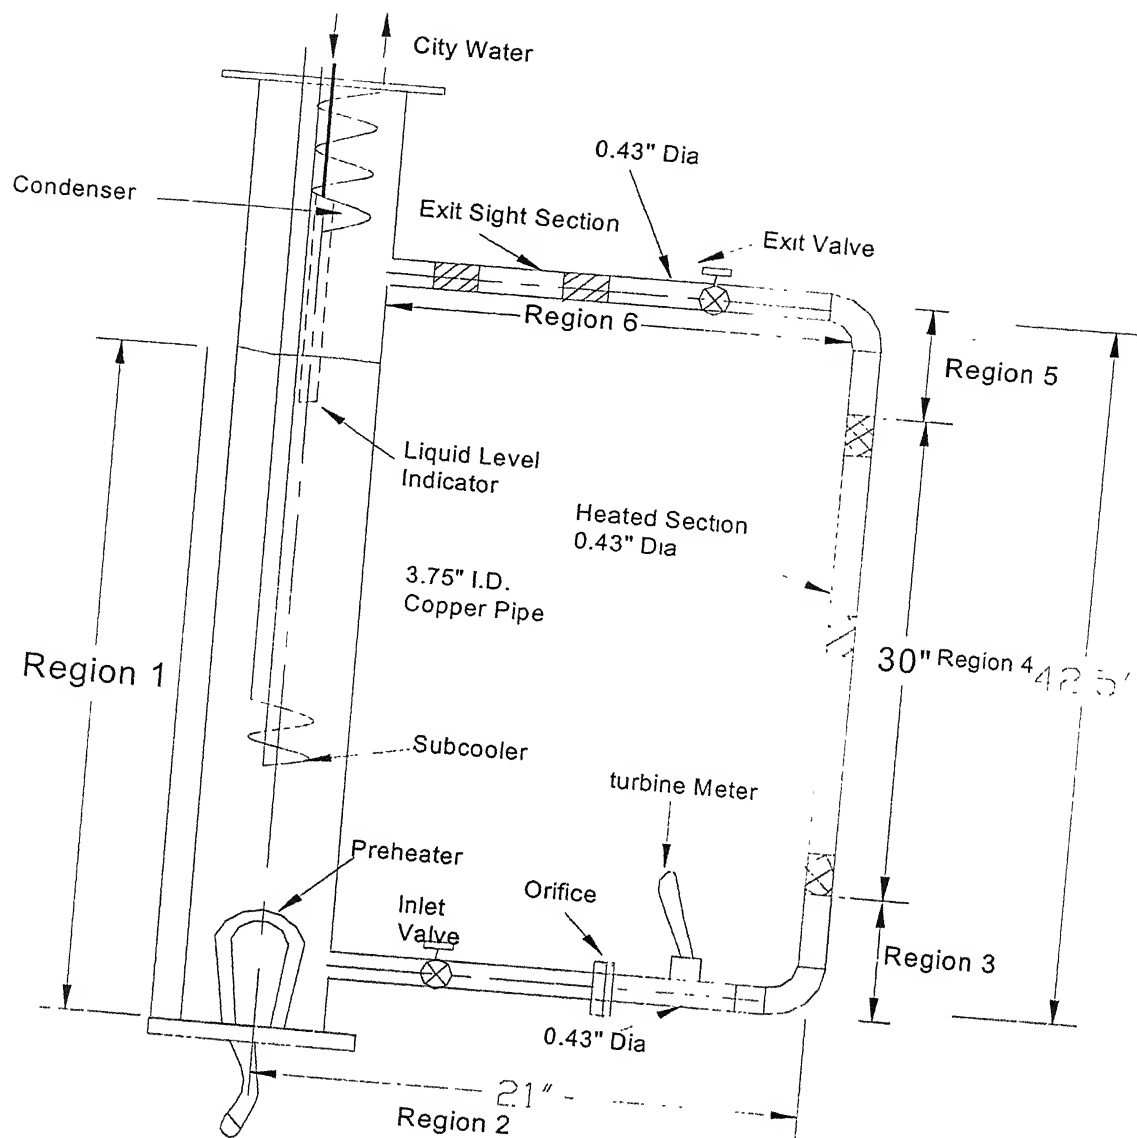 City Water
0.43" Dia
Condenser
Exit Sight Section
Exit Valve
Region 6
Region 5
Liquid Level
Indicator
Heated Section
0.43" Dia
3.75" I.D.
Copper Pipe
Region 1
30" Region 4
42.5'
Subcooler
turbine Meter
Preheater
Inlet
Valve
Orifice
Region 3
0.43" Dia
21"
Region 2